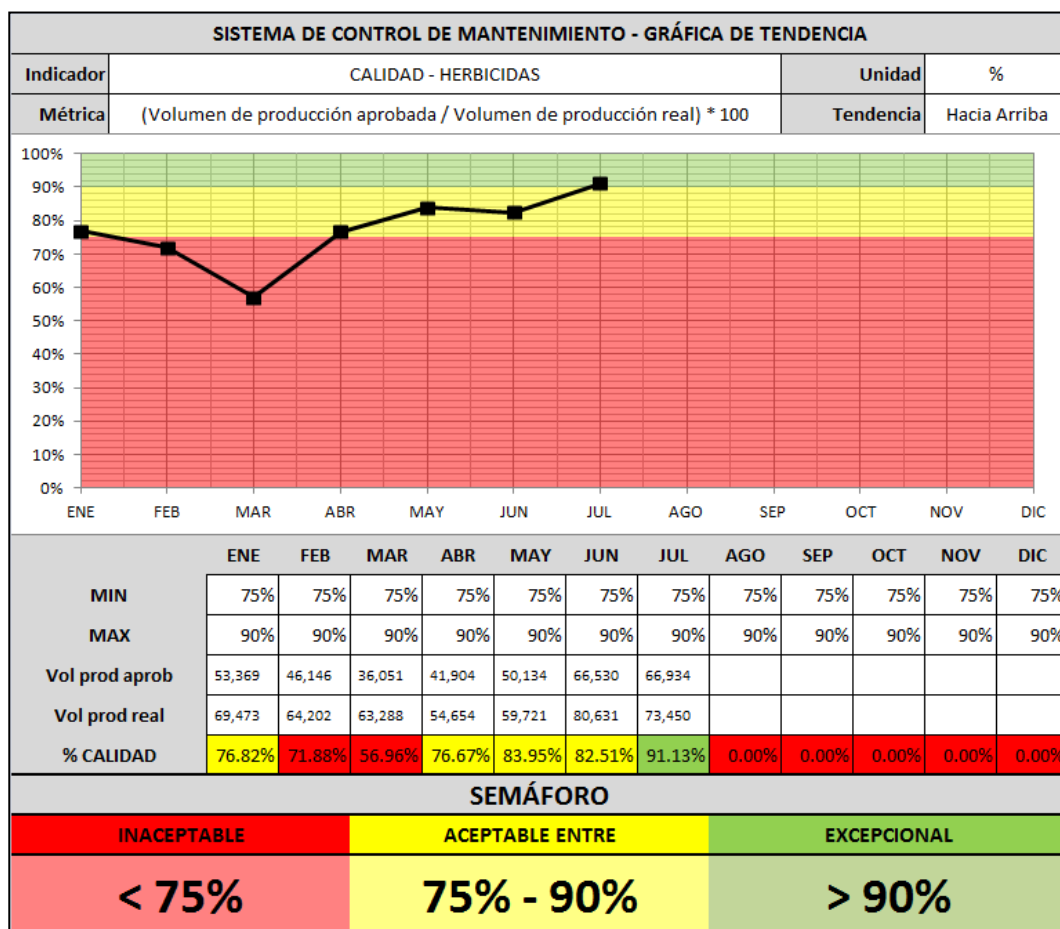 SISTEMA DE CONTROL DE MANTENIMIENTO - GRÁFICA DE TENDENCIA
Indicador CALIDAD - HERBICIDAS Unidad %
Métrica (Volumen de producción aprobada / Volumen de producción real) * 100 Tendencia Hacia Arriba
100%
90%
80%
70%
60%
50%
40%
30%
20%
10%
0%
ENE FEB MAR ABR MAY JUN JUL AGO SEP OCT NOV DIC
ENE FEB MAR ABR MAY JUN JUL AGO SEP OCT NOV DIC
MIN 75% 75% 75% 75% 75% 75% 75% 75% 75% 75% 75% 75%
MAX 90% 90% 90% 90% 90% 90% 90% 90% 90% 90% 90% 90%
Vol prod aprob 53,369 46,146 36,051 41,904 50,134 66,530 66,934
Vol prod real 69,473 64,202 63,288 54,654 59,721 80,631 73,450
% CALIDAD 76.82% 71.88% 56.96% 76.67% 83.95% 82.51% 91.13% 0.00% 0.00% 0.00% 0.00% 0.00%
SEMÁFORO
INACEPTABLE ACEPTABLE ENTRE EXCEPCIONAL
< 75% 75% - 90% > 90%